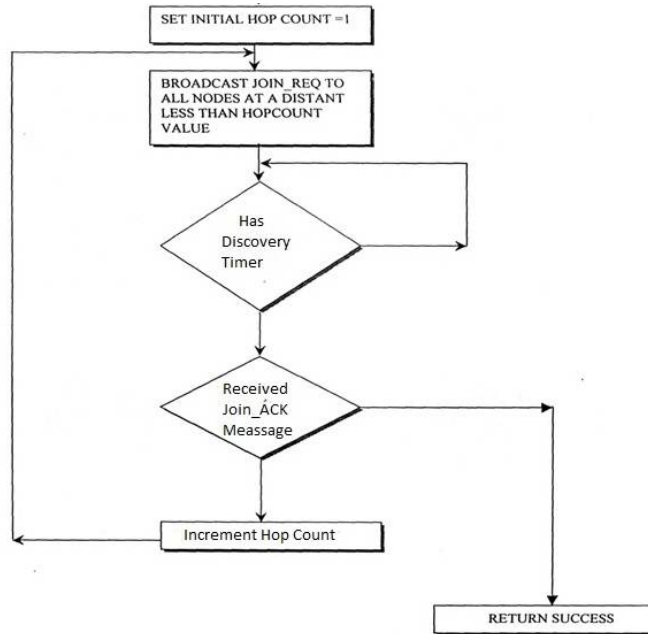 SET INITIAL HOP COUNT =1
BROADCAST JOIN_REQ TO
ALL NODES AT A DISTANT
LESS THAN HOPCOUNT
VALUE
Has
Discovery
Timer
Received
Join_ACK
Meassage
Increment Hop Count
RETURN SUCCESS